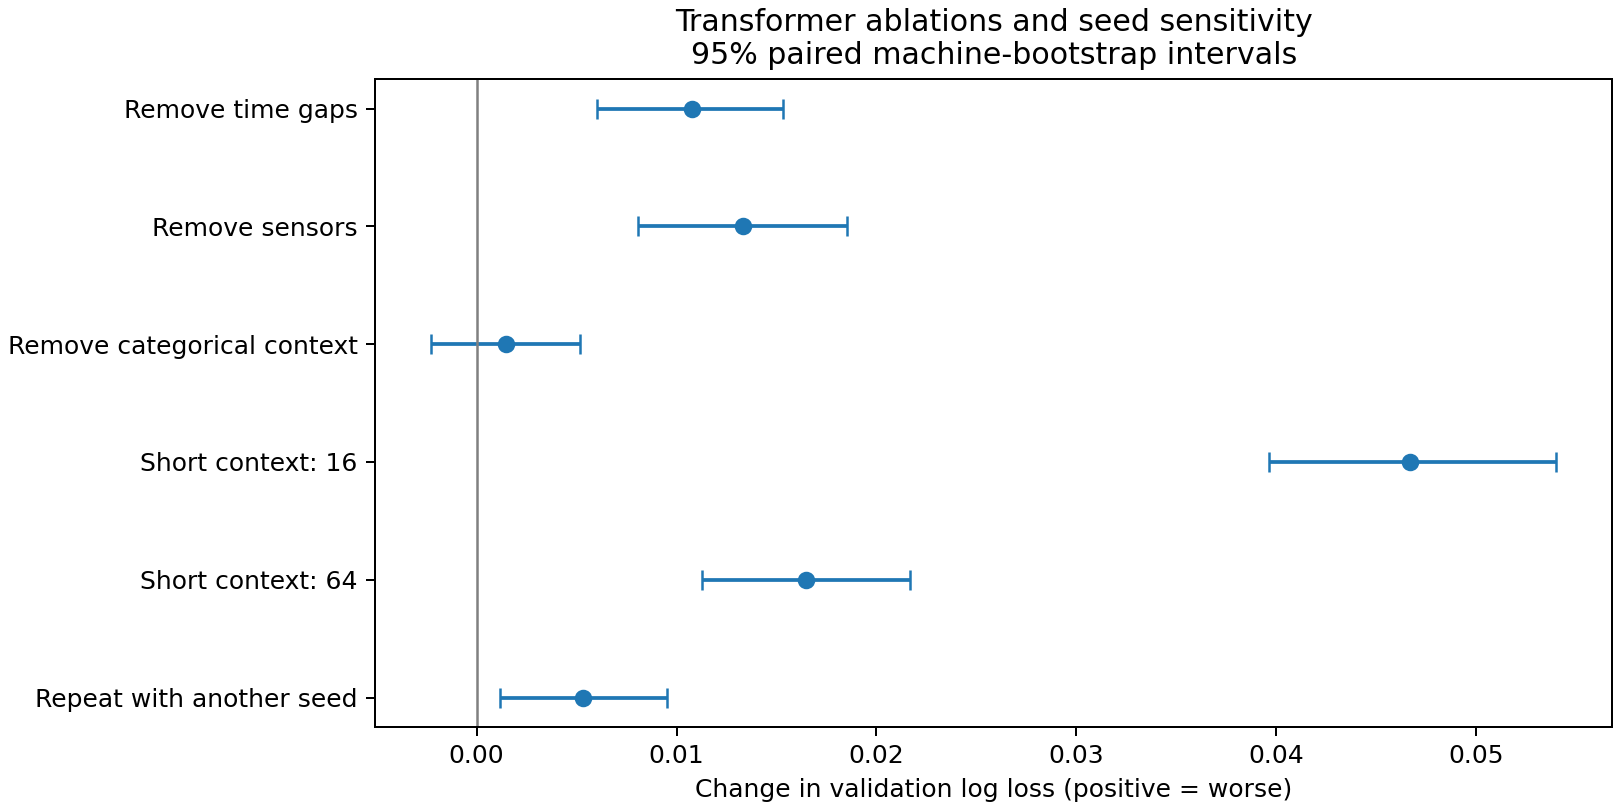 Transformer ablations and seed sensitivity
95% paired machine-bootstrap intervals
Remove time gaps
Remove sensors
Remove categorical context
Short context: 16
Short context: 64
Repeat with another seed
0.00 0.01 0.02 0.03 0.04 0.05
Change in validation log loss (positive = worse)